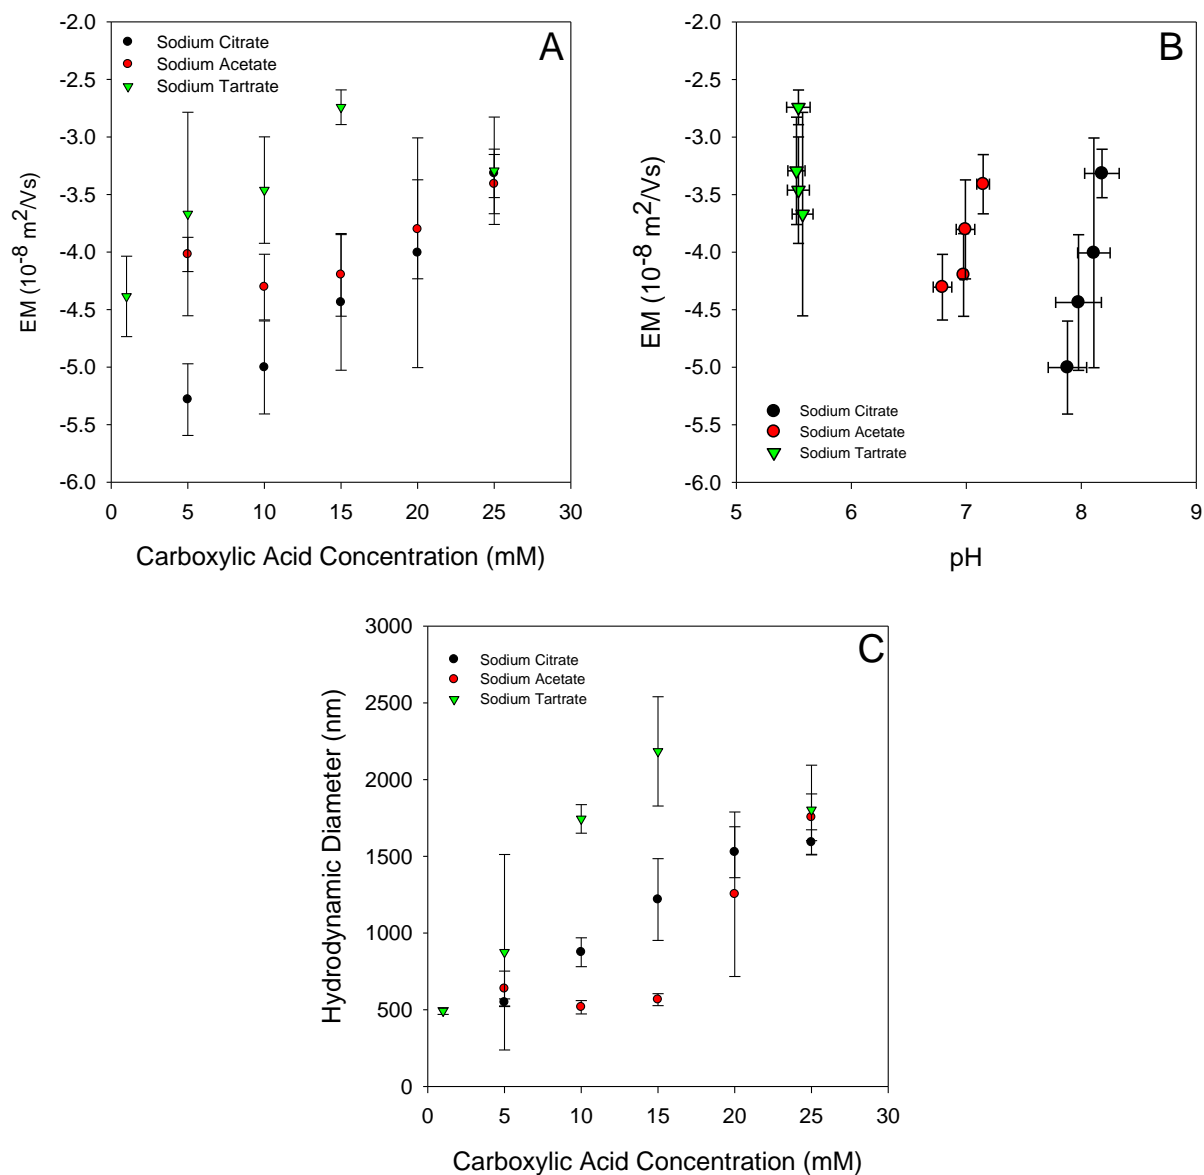 A
Sodium Citrate
Sodium Acetate
Sodium Tartrate
-2.0
-2.5
-3.0
-3.5
-4.0
-4.5
-5.0
-5.5
-6.0
EM (10⁻⁸ m²/Vs)
0 5 10 15 20 25 30
Carboxylic Acid Concentration (mM)
B
-2.0
-2.5
-3.0
-3.5
-4.0
-4.5
-5.0
-5.5
-6.0
EM (10⁻⁸ m²/Vs)
Sodium Citrate
Sodium Acetate
Sodium Tartrate
5 6 7 8 9
pH
C
Sodium Citrate
Sodium Acetate
Sodium Tartrate
3000
2500
2000
1500
1000
500
0
Hydrodynamic Diameter (nm)
0 5 10 15 20 25 30
Carboxylic Acid Concentration (mM)